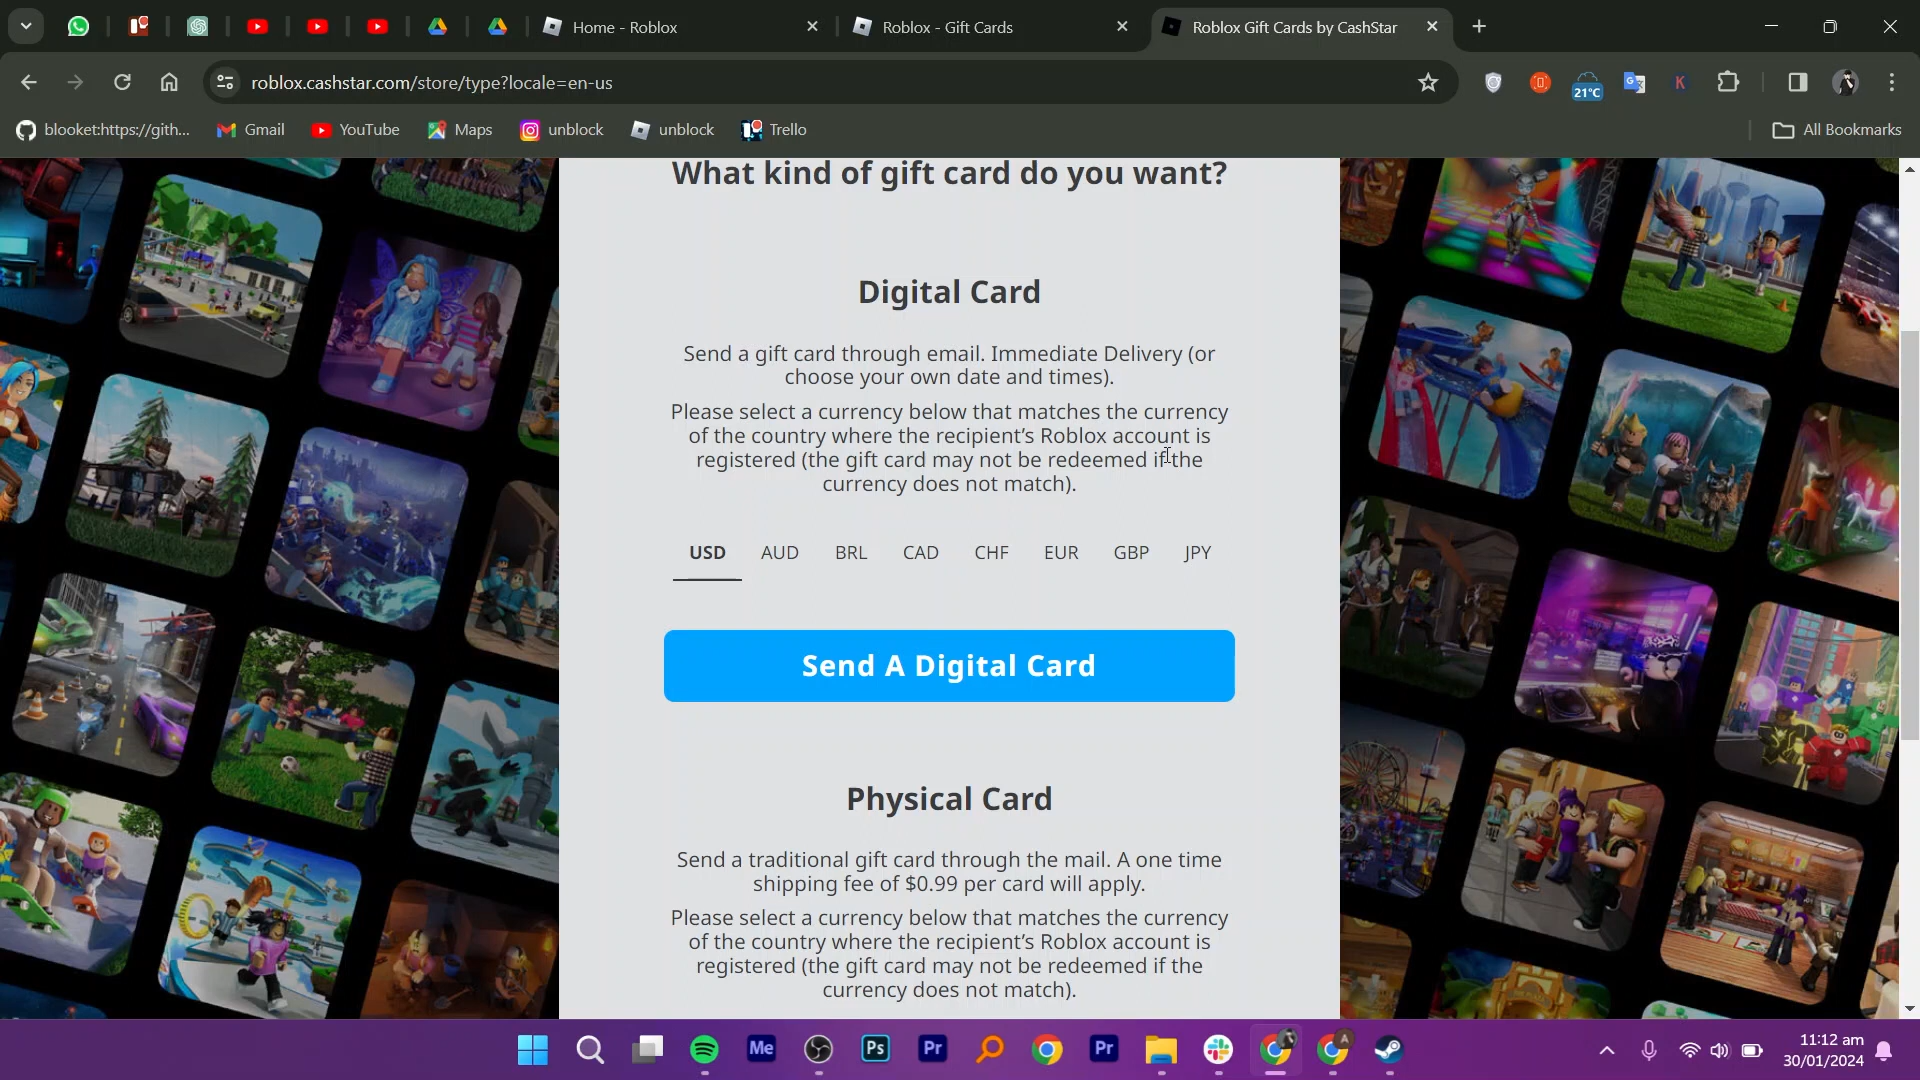 Home - Roblox
Roblox - Gift Cards
Roblox Gift Cards by CashStar
roblox.cashstar.com/store/type?locale=en-us
21°C
K
blooket:https://gith...
Gmail
YouTube
Maps
unblock
unblock
Trello
All Bookmarks
What kind of gift card do you want?
Digital Card
Send a gift card through email. Immediate Delivery (or
choose your own date and times).
Please select a currency below that matches the currency
of the country where the recipient's Roblox account is
registered (the gift card may not be redeemed if the
currency does not match).
USD AUD BRL CAD CHF EUR GBP JPY
Send A Digital Card
Physical Card
Send a traditional gift card through the mail. A one time
shipping fee of $0.99 per card will apply.
Please select a currency below that matches the currency
of the country where the recipient's Roblox account is
registered (the gift card may not be redeemed if the
currency does not match).
Me
Ps
Pr
Pr
A
11:12 am
30/01/2024